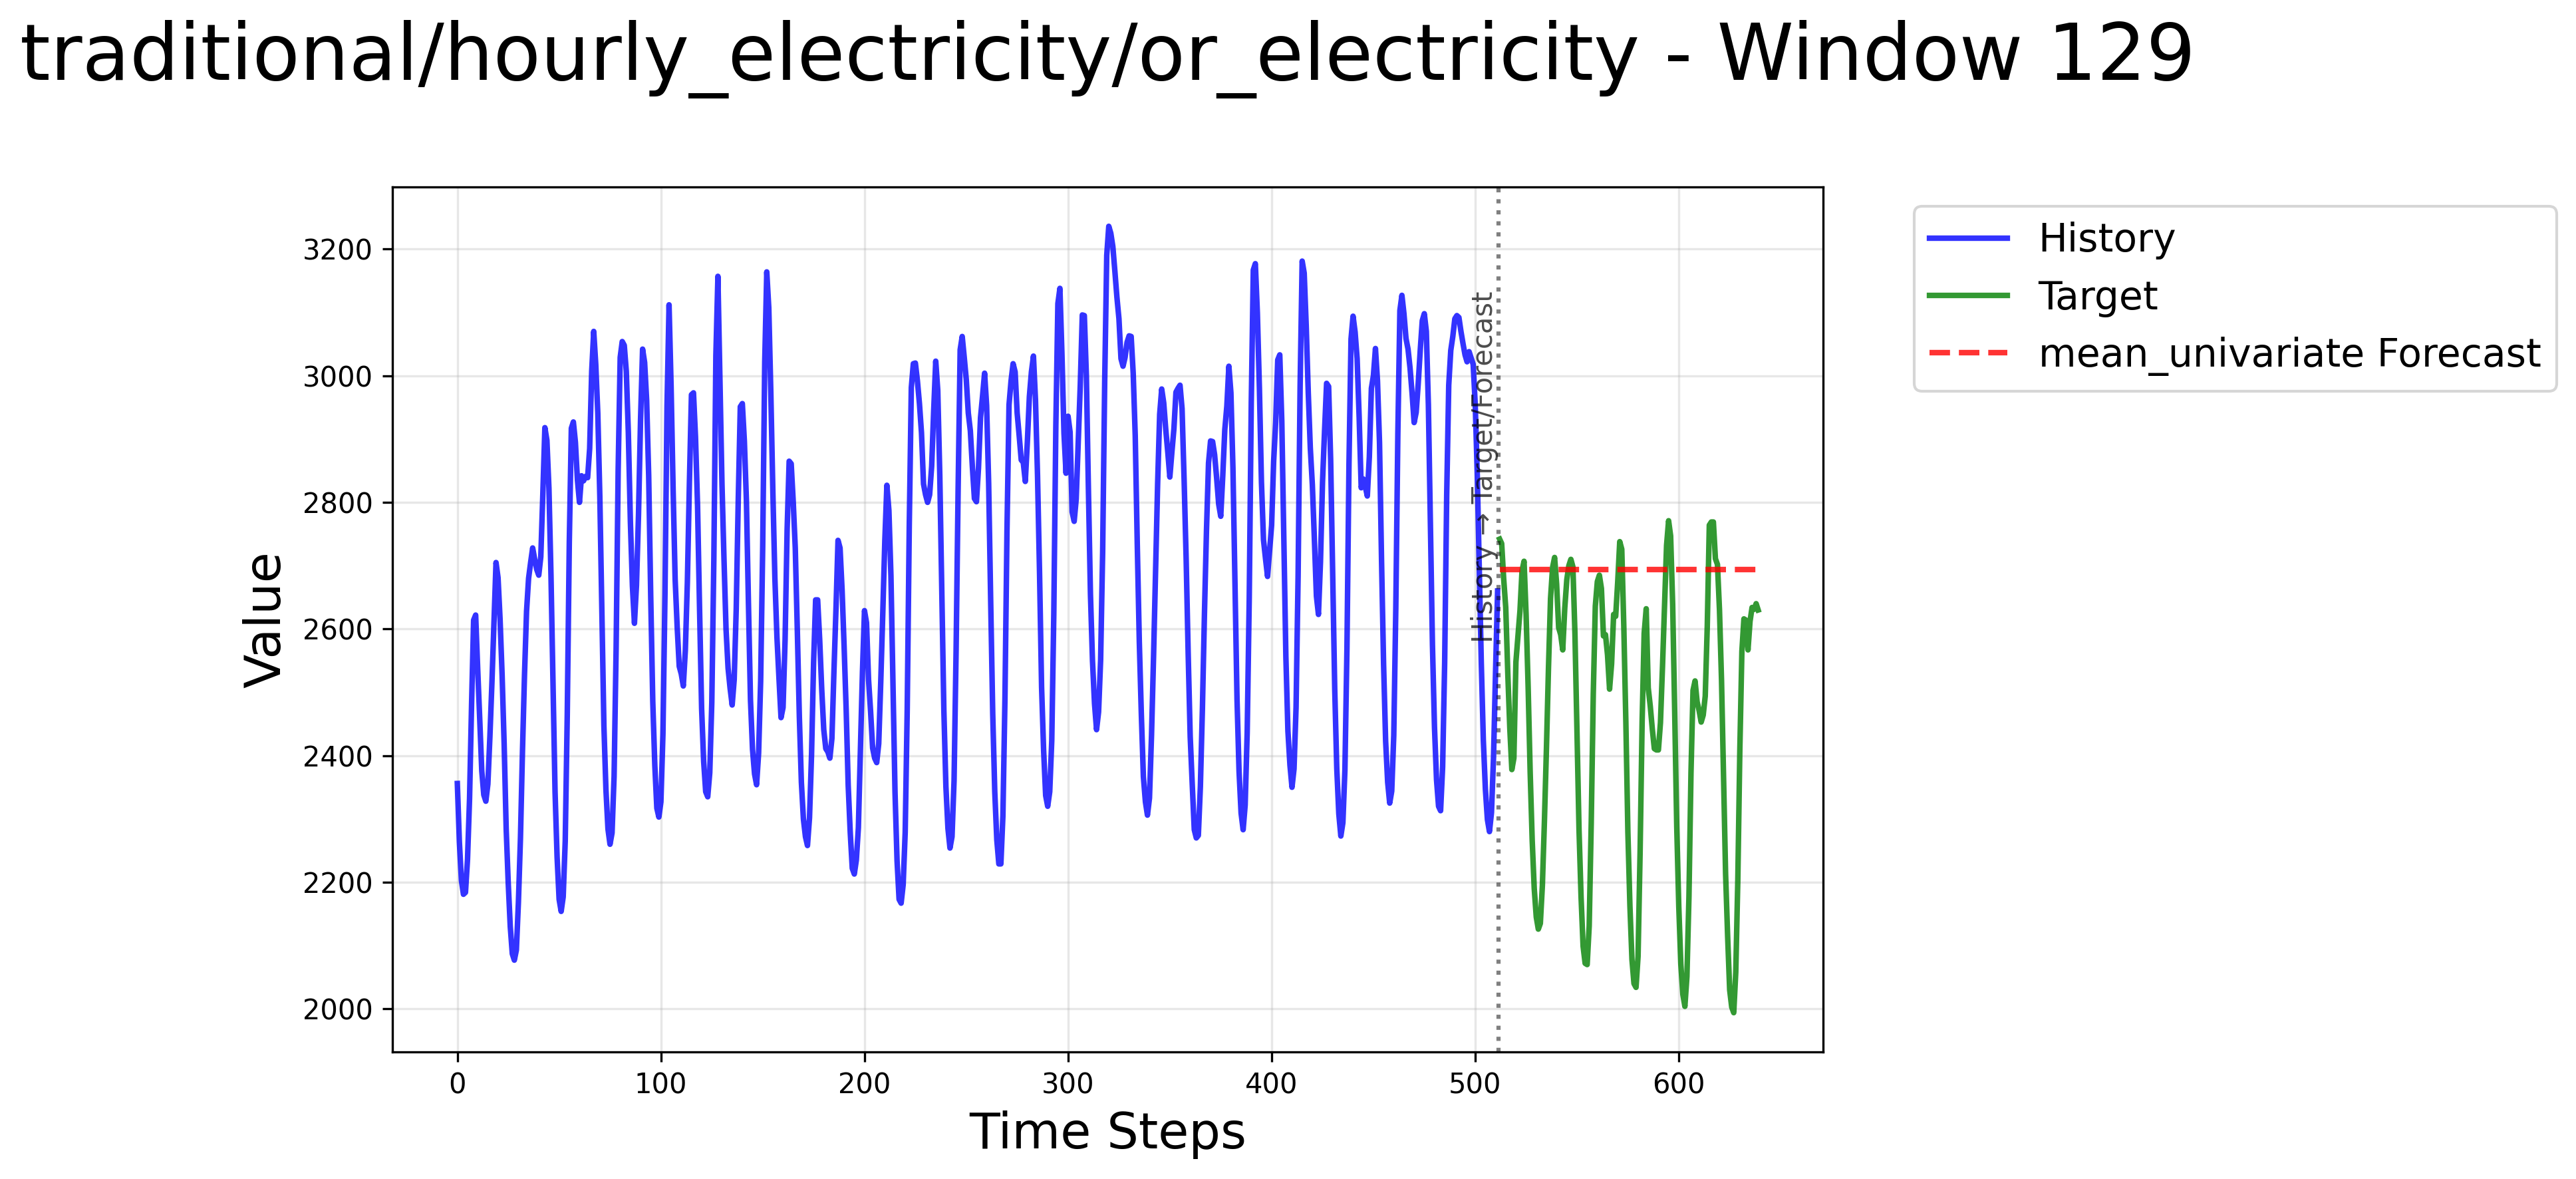 traditional/hourly_electricity/or_electricity - Window 129
History
Target
mean_univariate Forecast
History → Target/Forecast
Value
3200
3000
2800
2600
2400
2200
2000
0 100 200 300 400 500 600
Time Steps